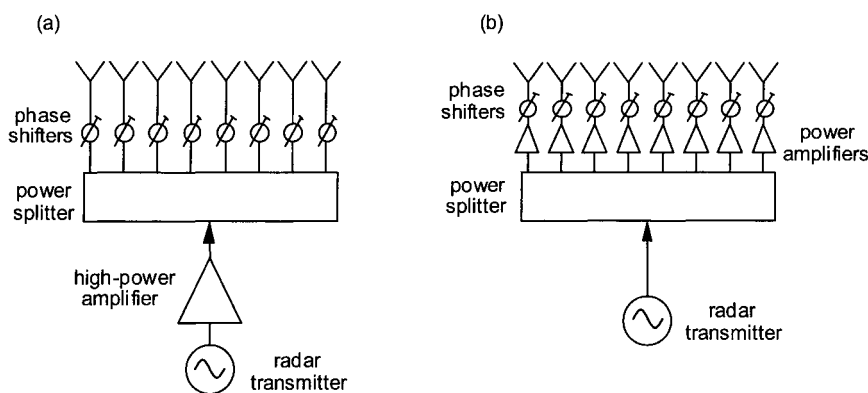 (a)
phase
shifters
power
splitter
high-power
amplifier
radar
transmitter
(b)
phase
shifters
power
amplifiers
power
splitter
radar
transmitter